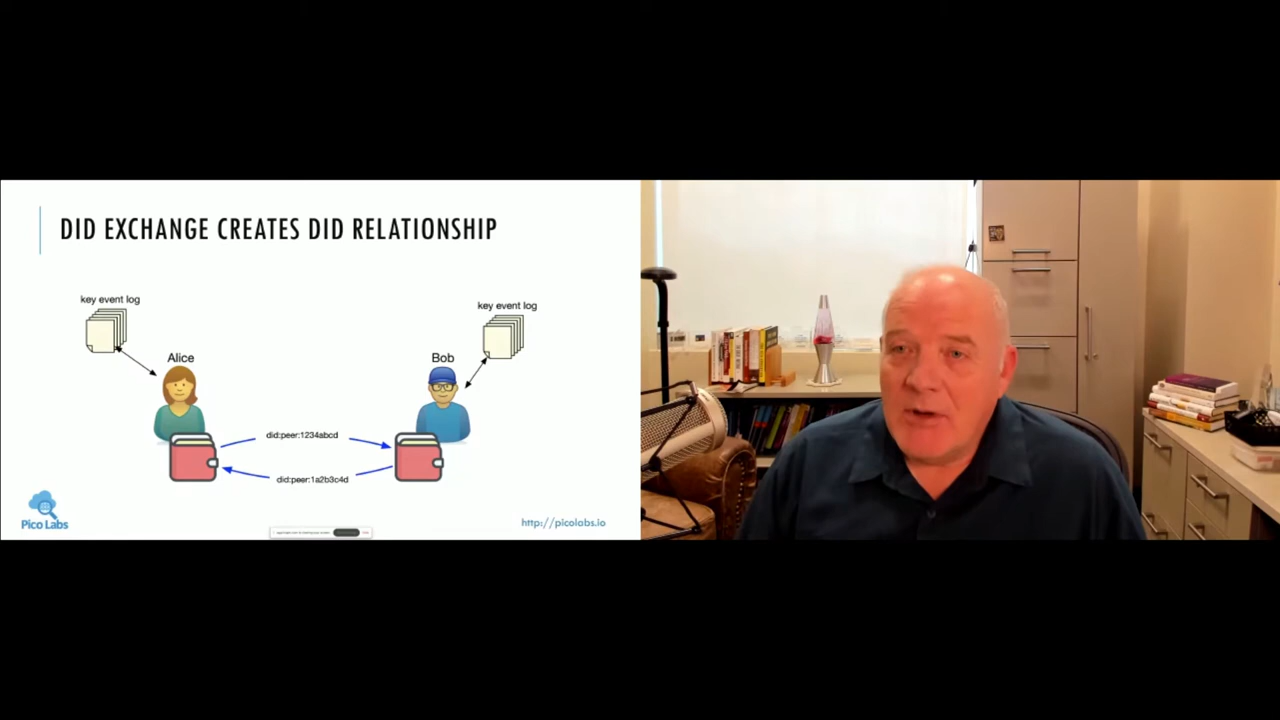 DID EXCHANGE CREATES DID RELATIONSHIP
key event log
key event log
Alice
Bob
did:peer:1234abcd
did:peer:1a2b3c4d
Pico Labs
http://picolabs.io